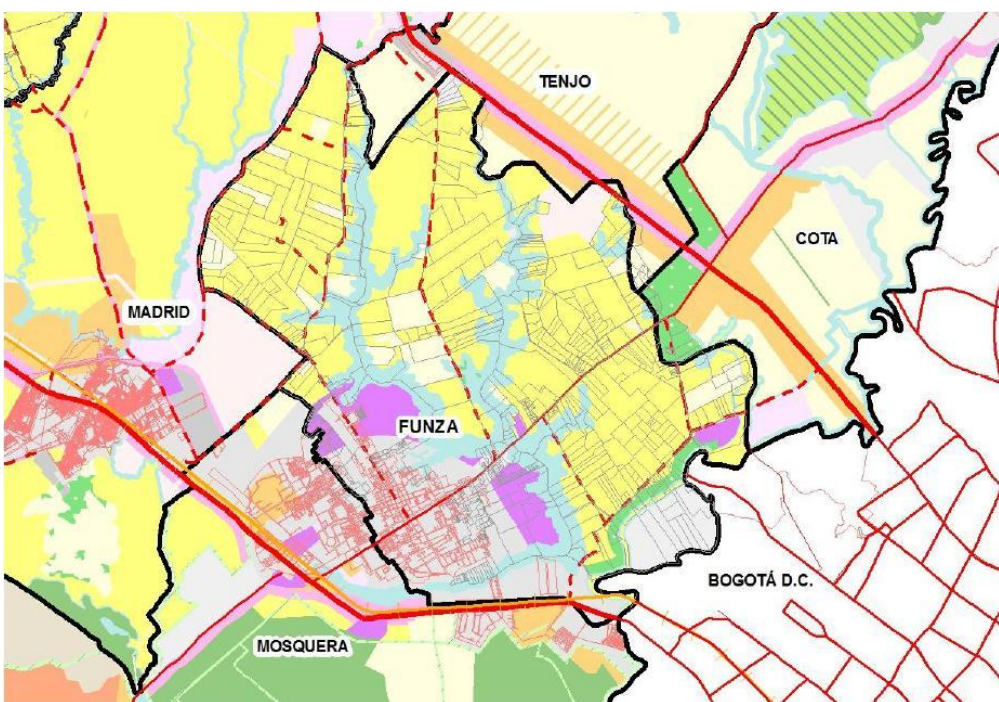 TENJO
COTA
MADRID
FUNZA
BOGOTÁ D.C.
MOSQUERA